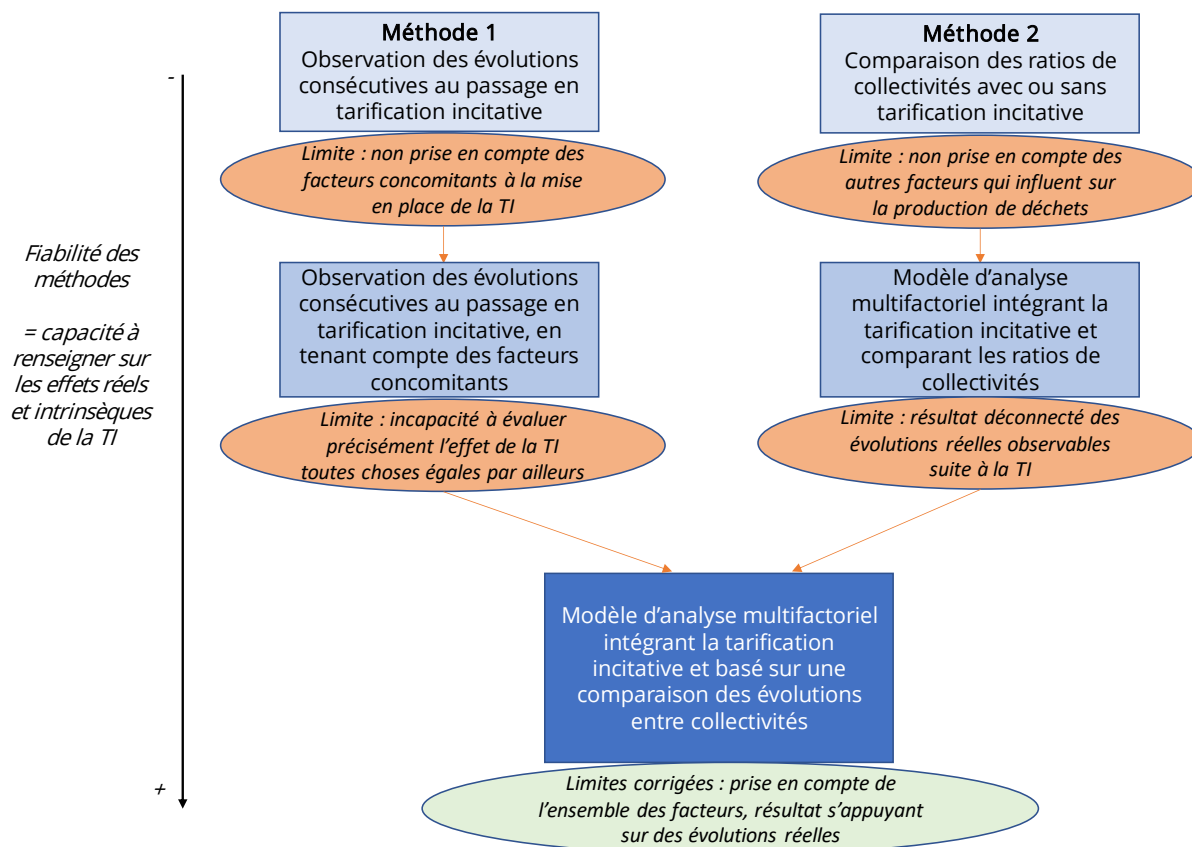 Méthode 1
Observation des évolutions
consécutives au passage en
tarification incitative
Limite : non prise en compte des
facteurs concomitants à la mise
en place de la TI
Méthode 2
Comparaison des ratios de
collectivités avec ou sans
tarification incitative
Limite : non prise en compte des
autres facteurs qui influent sur
la production de déchets
-
Fiabilité des
méthodes
= capacité à
renseigner sur
les effets réels
et intrinsèques
de la TI
+
Observation des évolutions
consécutives au passage en
tarification incitative, en
tenant compte des facteurs
concomitants
Limite : incapacité à évaluer
précisément l’effet de la TI
toutes choses égales par ailleurs
Modèle d’analyse
multifactoriel intégrant la
tarification incitative et
comparant les ratios de
collectivités
Limite : résultat déconnecté des
évolutions réelles observables
suite à la TI
Modèle d’analyse multifactoriel
intégrant la tarification
incitative et basé sur une
comparaison des évolutions
entre collectivités
Limites corrigées : prise en compte de
l’ensemble des facteurs, résultat s’appuyant
sur des évolutions réelles